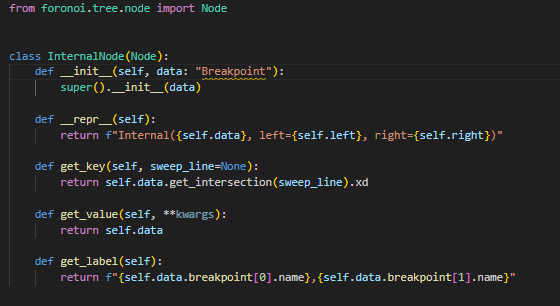 from foronoi.tree.node import Node
class InternalNode(Node):
def __init__(self, data: "Breakpoint"):
super().__init__(data)
def __repr__(self):
return f"Internal({self.data}, left={self.left}, right={self.right})"
def get_key(self, sweep_line=None):
return self.data.get_intersection(sweep_line).xd
def get_value(self, **kwargs):
return self.data
def get_label(self):
return f"{self.data.breakpoint[0].name},{self.data.breakpoint[1].name}"